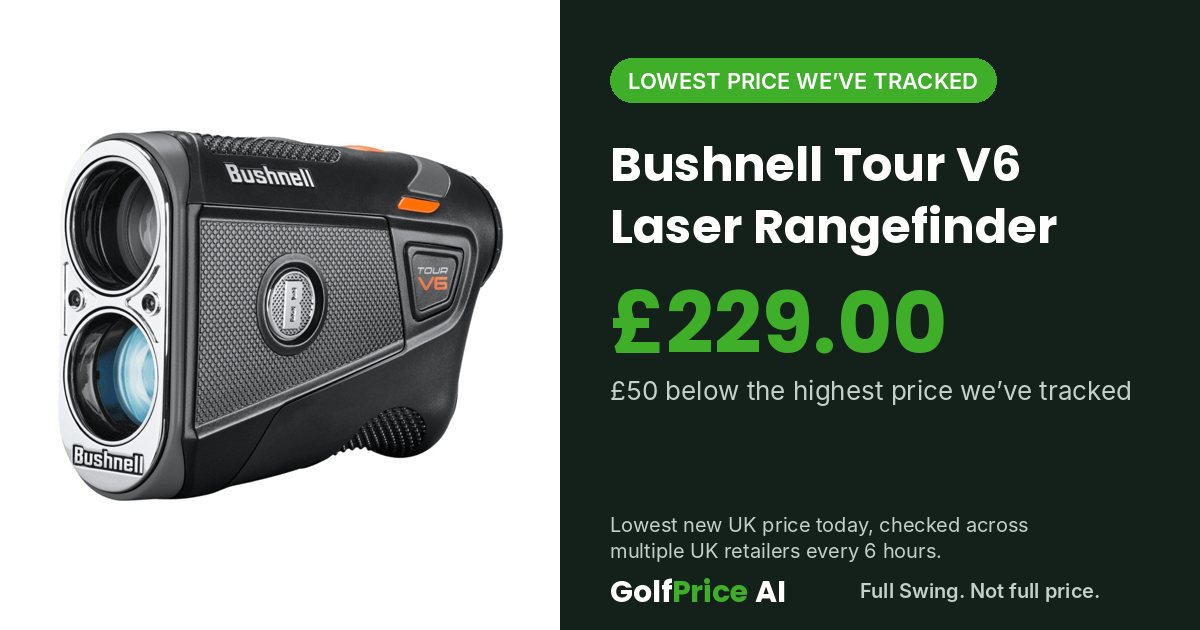 Bushnell
TOUR
V6
Bushnell
LOWEST PRICE WE’VE TRACKED
Bushnell Tour V6
Laser Rangefinder
£229.00
£50 below the highest price we’ve tracked
Lowest new UK price today, checked across
multiple UK retailers every 6 hours.
GolfPrice AI
Full Swing. Not full price.